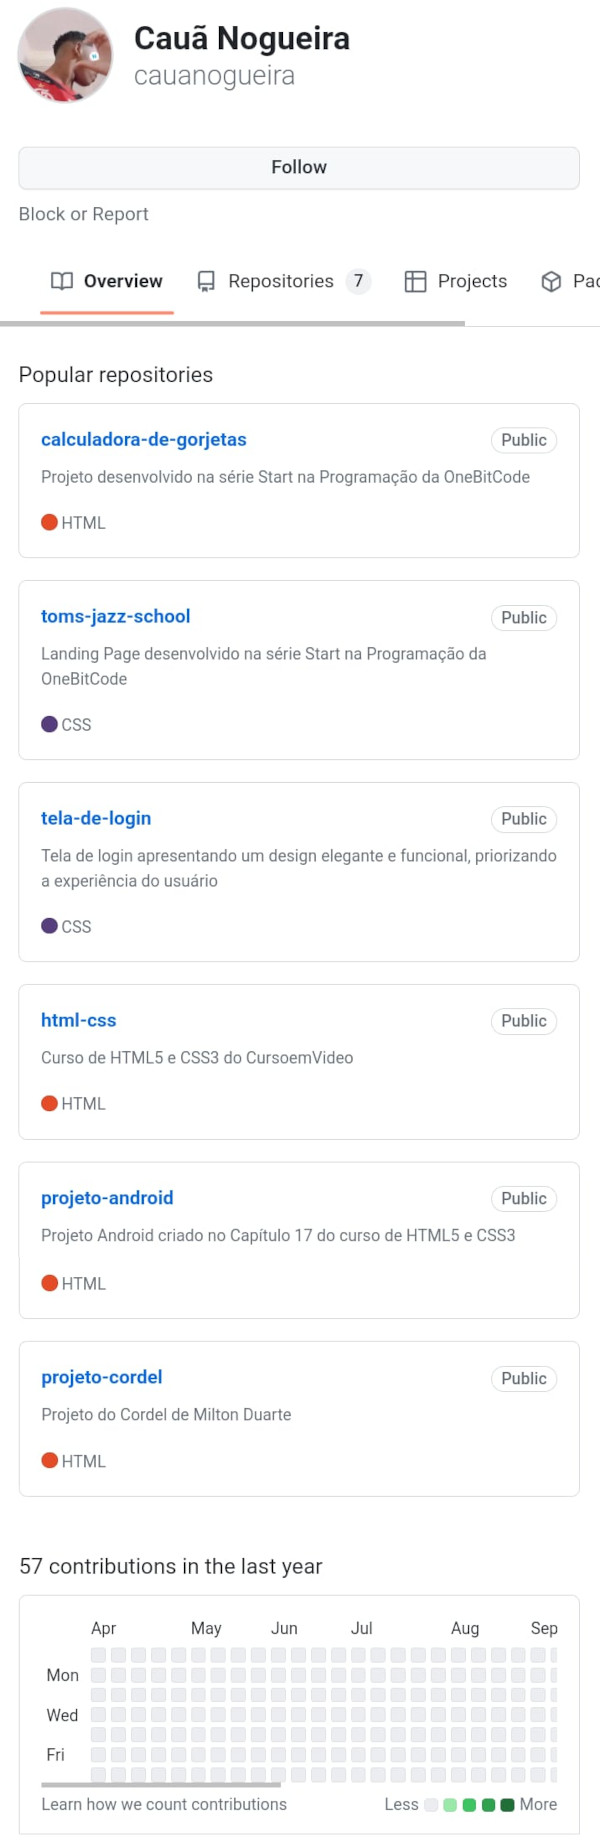 Cauã Nogueira
cauanogueira
Follow
Block or Report
Overview Repositories 7 Projects Pac
Popular repositories
calculadora-de-gorjetas Public
Projeto desenvolvido na série Start na Programação da OneBitCode
HTML
toms-jazz-school Public
Landing Page desenvolvido na série Start na Programação da
OneBitCode
CSS
tela-de-login Public
Tela de login apresentando um design elegante e funcional, priorizando
a experiência do usuário
CSS
html-css Public
Curso de HTML5 e CSS3 do CursoemVideo
HTML
projeto-android Public
Projeto Android criado no Capítulo 17 do curso de HTML5 e CSS3
HTML
projeto-cordel Public
Projeto do Cordel de Milton Duarte
HTML
57 contributions in the last year
Apr May Jun Jul Aug Sep
Mon
Wed
Fri
Learn how we count contributions Less More